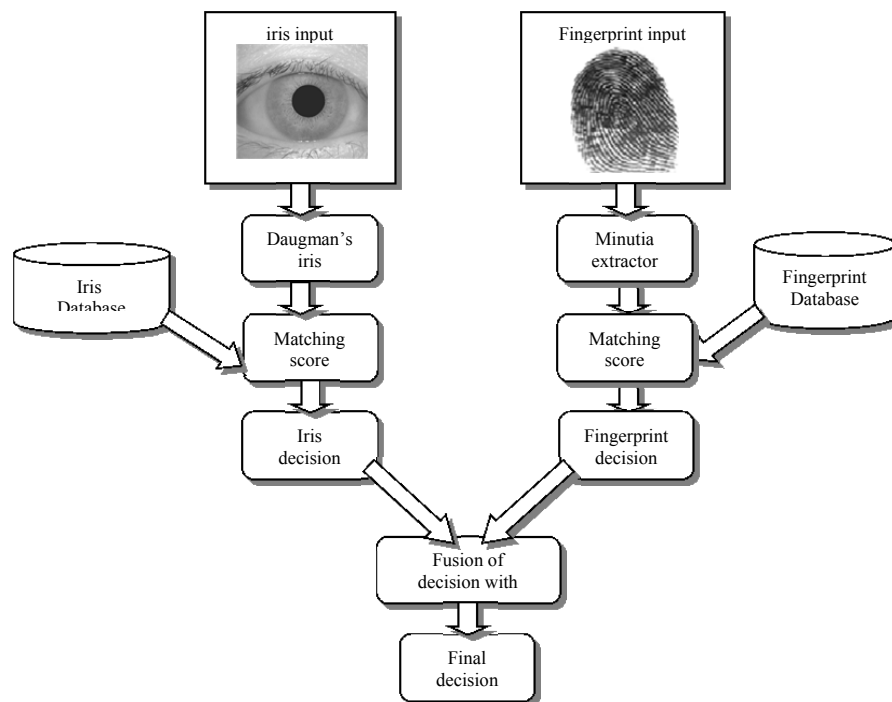 iris input
Fingerprint input
Daugman's
iris
Minutia
extractor
Iris
Database
Fingerprint
Database
Matching
score
Matching
score
Iris
decision
Fingerprint
decision
Fusion of
decision with
Final
decision